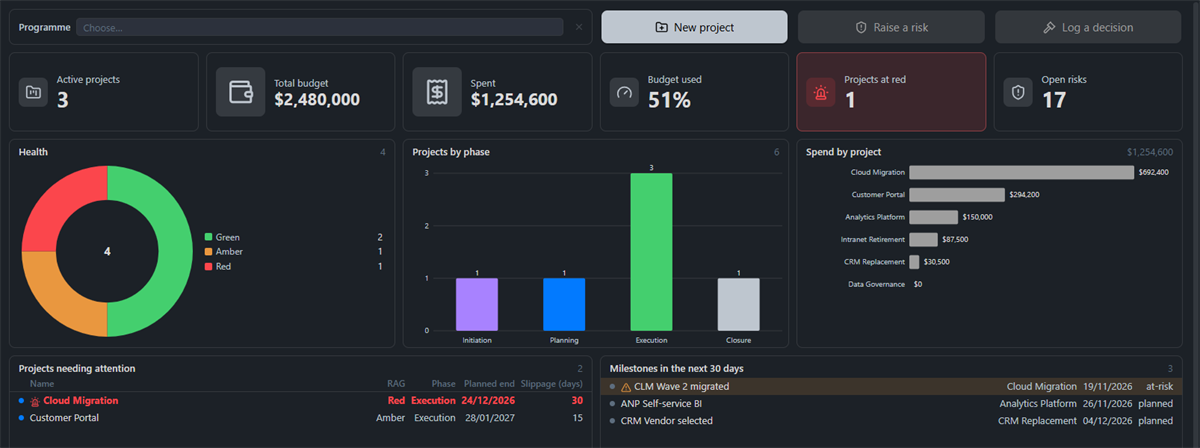 Programme Choose... New project Raise a risk Log a decision
Active projects
3
Total budget
$2,480,000
Spent
$1,254,600
Budget used
51%
Projects at red
1
Open risks
17
Health 4
4
Green 2
Amber 1
Red 1
Projects by phase 6
3
2
1
0
1
1
3
1
Initiation Planning Execution Closure
Spend by project $1,254,600
Cloud Migration $692,400
Customer Portal $294,200
Analytics Platform $150,000
Intranet Retirement $87,500
CRM Replacement $30,500
Data Governance $0
Projects needing attention 2
Name RAG Phase Planned end Slippage (days)
Cloud Migration Red Execution 24/12/2026 30
Customer Portal Amber Execution 28/01/2027 15
Milestones in the next 30 days 3
CLM Wave 2 migrated Cloud Migration 19/11/2026 at-risk
ANP Self-service BI Analytics Platform 26/11/2026 planned
CRM Vendor selected CRM Replacement 04/12/2026 planned